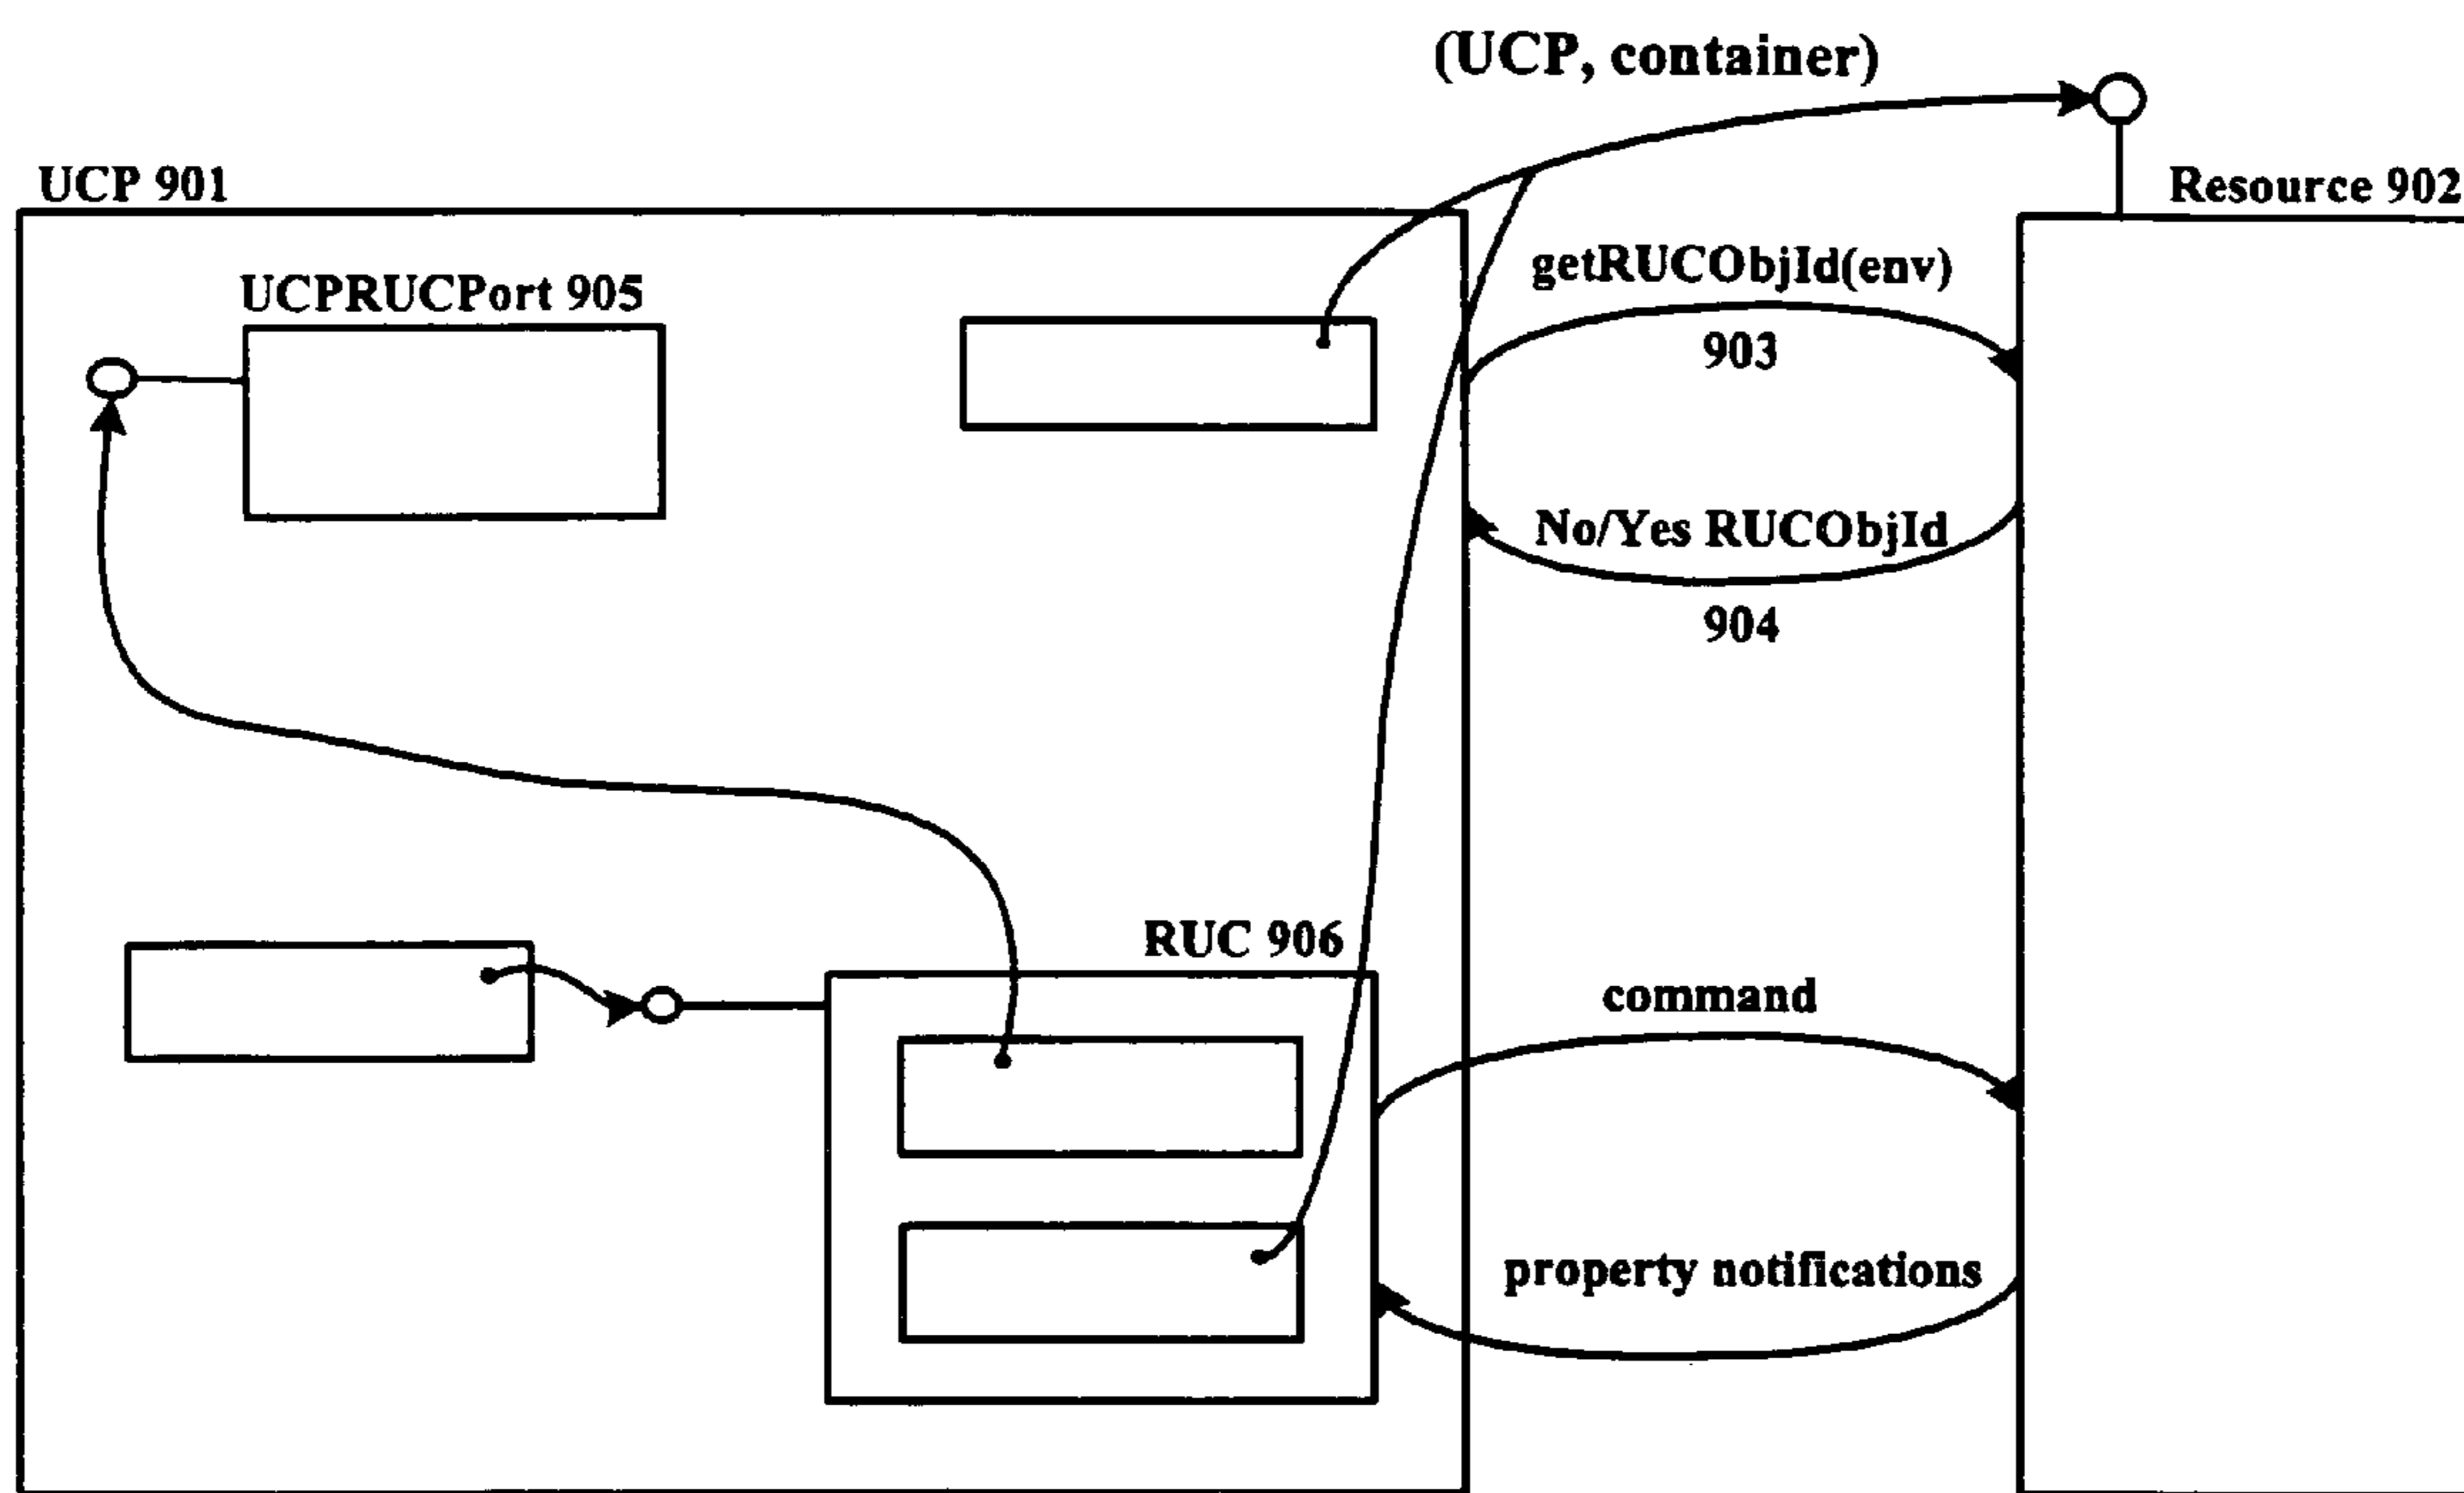 (UCP, container)
UCP 901
Resource 902
UCPRUCPort 905
getRUCObjId(env)
903
No/Yes RUCObjId
904
RUC 906
command
property notifications